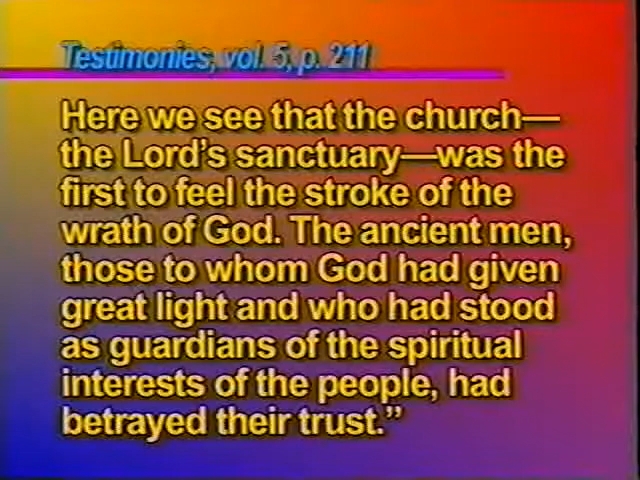 Testimonies, vol. 5, p. 211
Here we see that the church—
the Lord's sanctuary—was the
first to feel the stroke of the
wrath of God. The ancient men,
those to whom God had given
great light and who had stood
as guardians of the spiritual
interests of the people, had
betrayed their trust.”